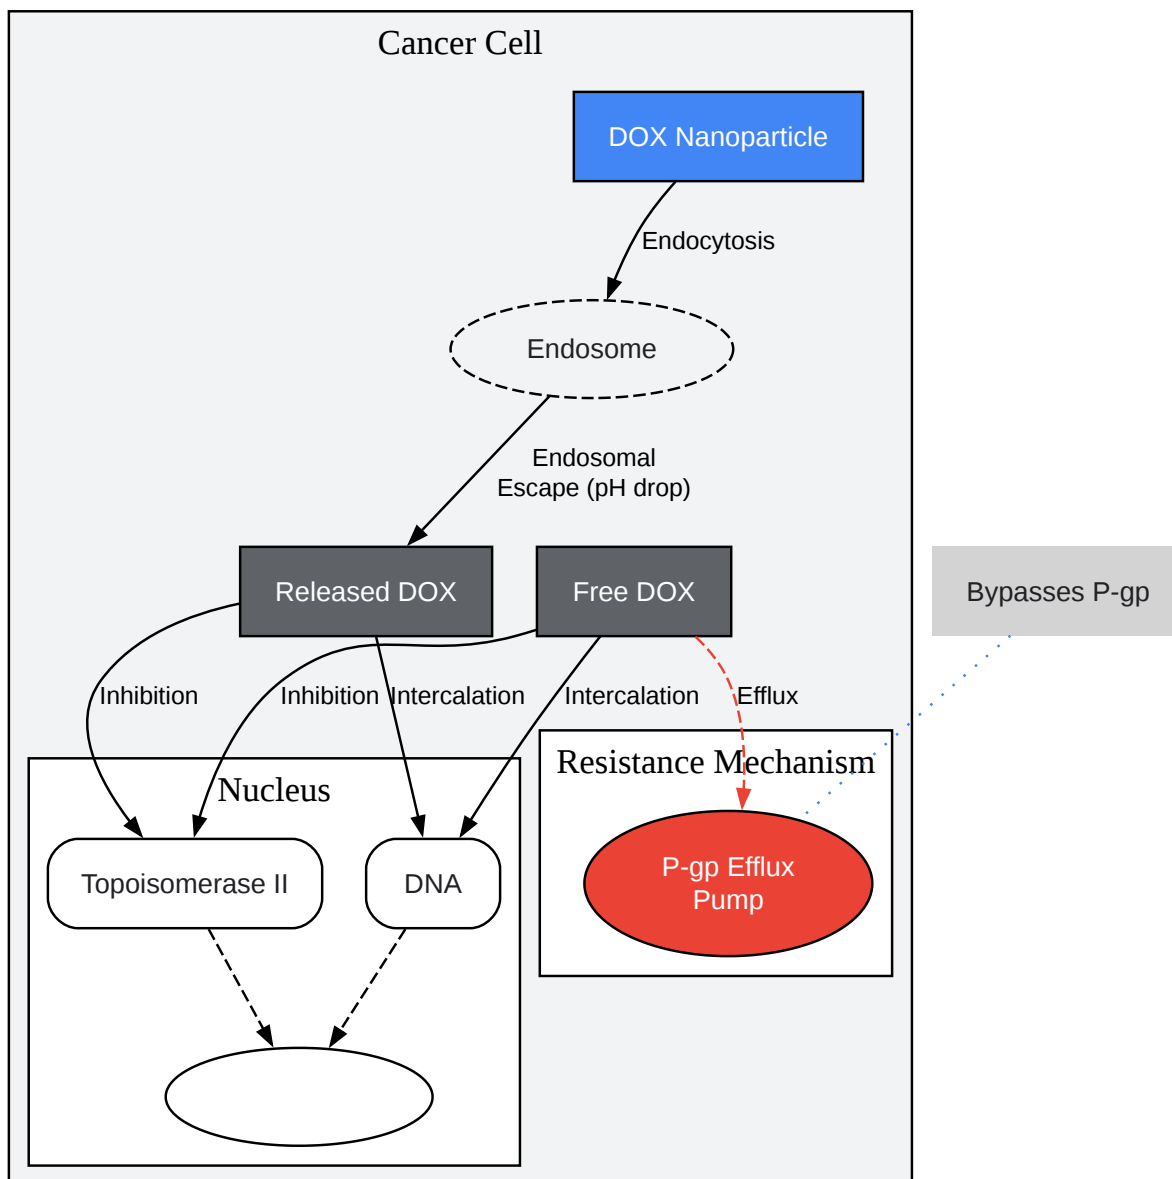 Cancer Cell
DOX Nanoparticle
Endocytosis
Endosome
Endosomal
Escape (pH drop)
Released DOX
Free DOX
Bypasses P-gp
Inhibition
Inhibition
Intercalation
Intercalation
Efflux
Resistance Mechanism
Nucleus
Topoisomerase II
DNA
P-gp Efflux
Pump